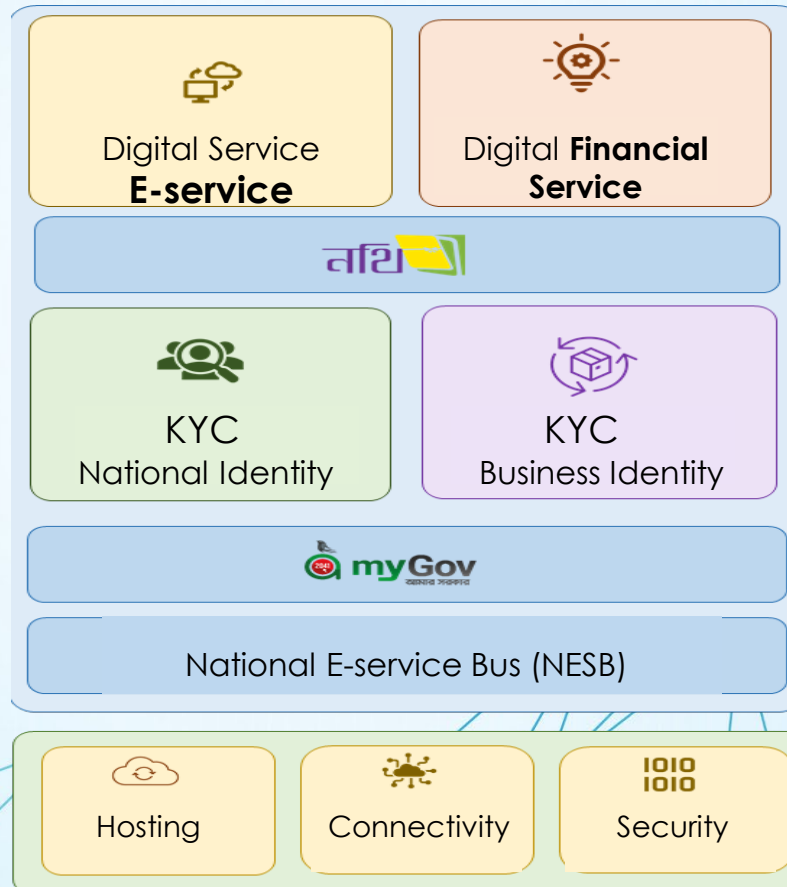 Digital Service
E-service
Digital Financial
Service
নথি
KYC
National Identity
KYC
Business Identity
2041
myGov
আমার সরকার
National E-service Bus (NESB)
Hosting
Connectivity
1010
1010
Security